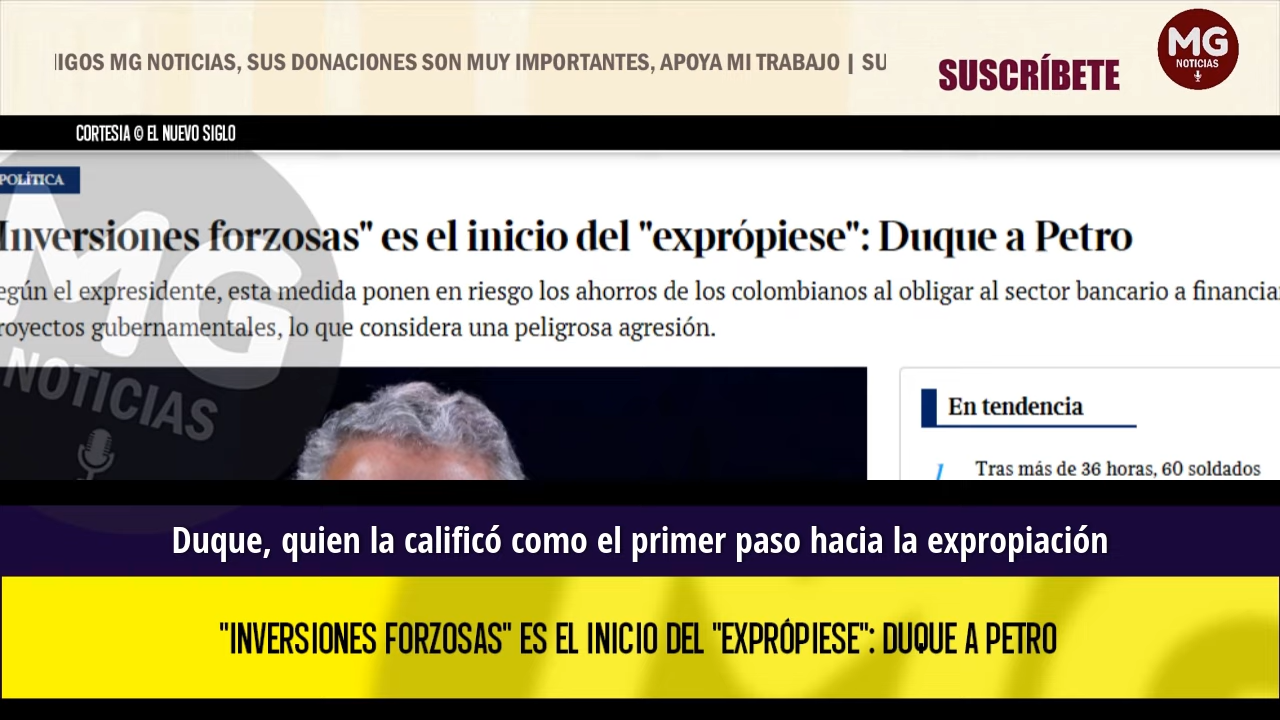 IGOS MG NOTICIAS, SUS DONACIONES SON MUY IMPORTANTES, APOYA MI TRABAJO | SU
SUSCRÍBETE
MG
NOTICIAS
CORTESIA © EL NUEVO SIGLO
POLÍTICA
Inversiones forzosas" es el inicio del "exprópiese": Duque a Petro
egún el expresidente, esta medida ponen en riesgo los ahorros de los colombianos al obligar al sector bancario a financia
royectos gubernamentales, lo que considera una peligrosa agresión.
MG
NOTICIAS
En tendencia
1 Tras más de 36 horas, 60 soldados
Duque, quien la calificó como el primer paso hacia la expropiación
"INVERSIONES FORZOSAS" ES EL INICIO DEL "EXPRÓPIESE": DUQUE A PETRO